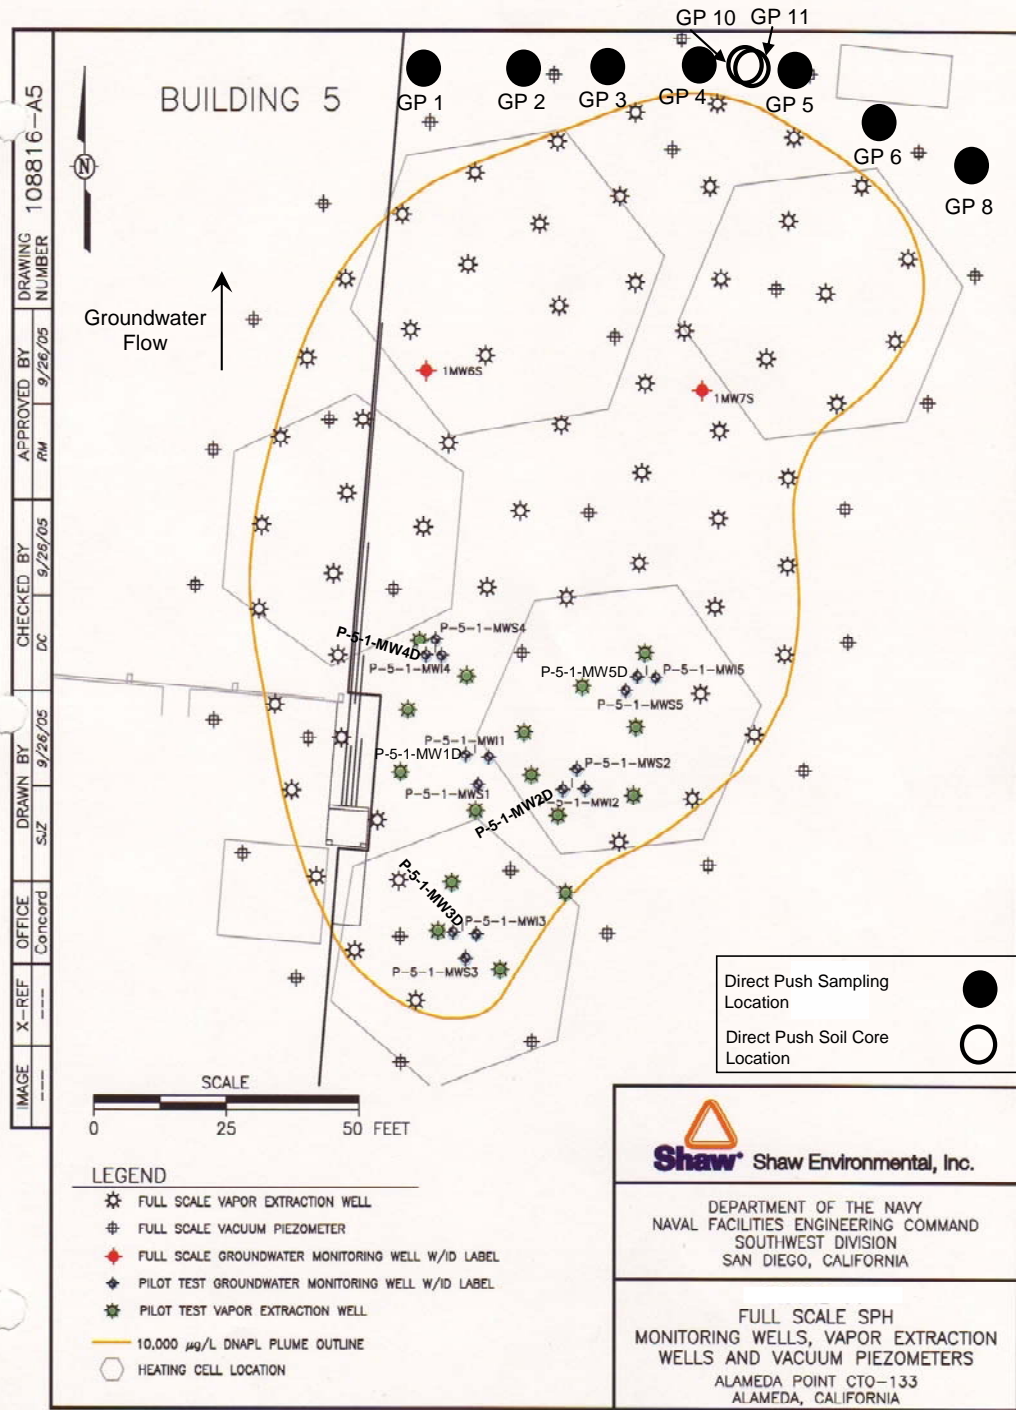 GP 10 GP 11
BUILDING 5
GP 1
GP 2
GP 3
GP 4
GP 5
GP 6
GP 8
N
Groundwater
Flow
1MW6S
1MW7S
P-5-1-MWS4
P-5-1-MW4D
P-5-1-MWI4
P-5-1-MW5D
P-5-1-MWI5
P-5-1-MWS5
P-5-1-MWI1
P-5-1-MW1D
P-5-1-MWS1
P-5-1-MWS2
P-5-1-MW2D
P-5-1-MWI2
P-5-1-MW3D
P-5-1-MWI3
P-5-1-MWS3
DRAWING NUMBER 108816-A5
APPROVED BY RM 9/26/05
CHECKED BY DC 9/26/05
DRAWN BY SJZ 9/26/05
OFFICE Concord
X-REF ---
IMAGE ---
Direct Push Sampling
Location
Direct Push Soil Core
Location
SCALE
0 25 50 FEET
LEGEND
FULL SCALE VAPOR EXTRACTION WELL
FULL SCALE VACUUM PIEZOMETER
FULL SCALE GROUNDWATER MONITORING WELL W/ID LABEL
PILOT TEST GROUNDWATER MONITORING WELL W/ID LABEL
PILOT TEST VAPOR EXTRACTION WELL
10,000 µg/L DNAPL PLUME OUTLINE
HEATING CELL LOCATION
Shaw Shaw Environmental, Inc.
DEPARTMENT OF THE NAVY
NAVAL FACILITIES ENGINEERING COMMAND
SOUTHWEST DIVISION
SAN DIEGO, CALIFORNIA
FULL SCALE SPH
MONITORING WELLS, VAPOR EXTRACTION
WELLS AND VACUUM PIEZOMETERS
ALAMEDA POINT CTO-133
ALAMEDA, CALIFORNIA